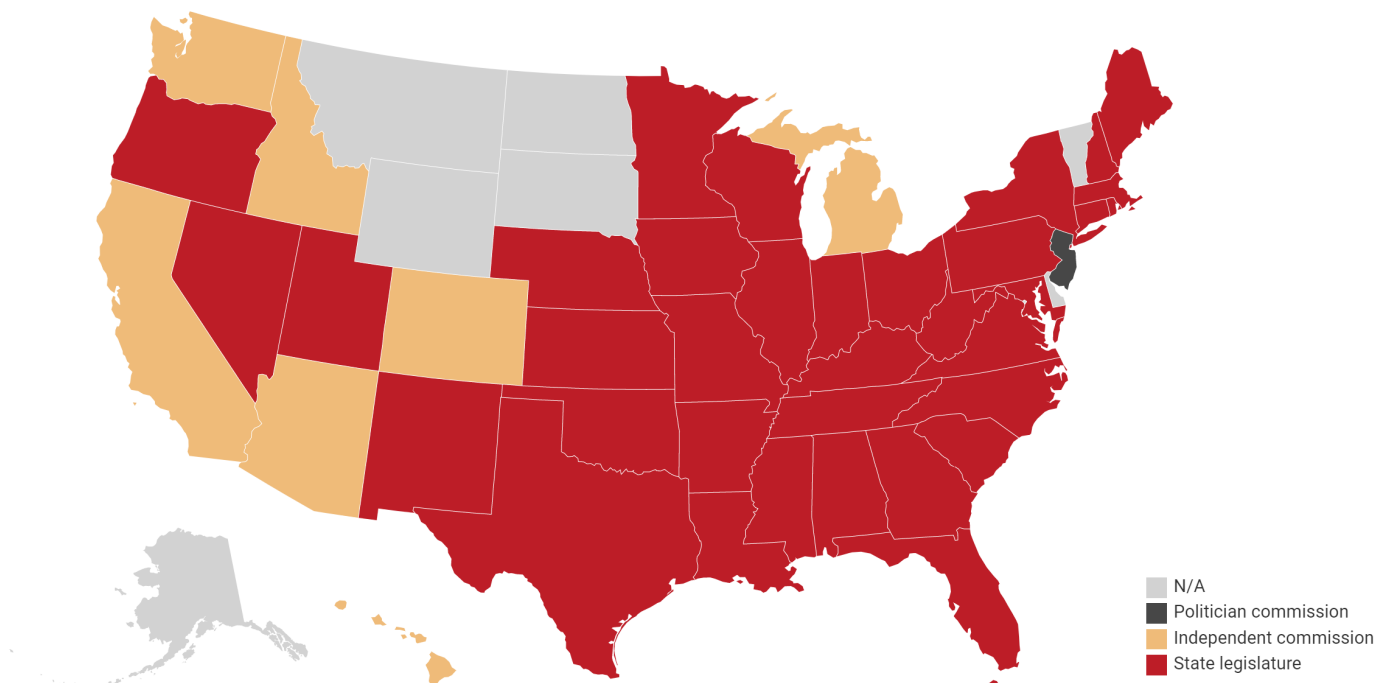 N/A
Politician commission
Independent commission
State legislature